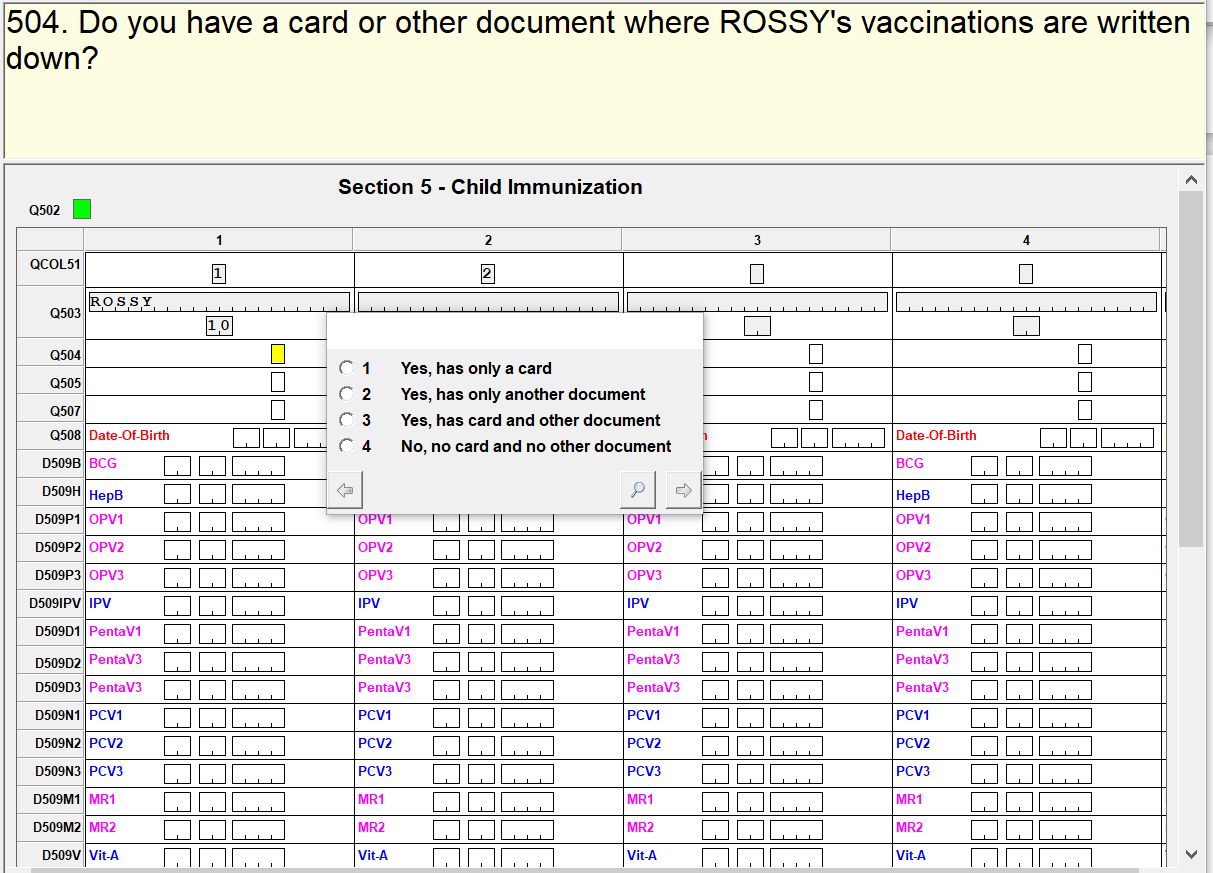 504. Do you have a card or other document where ROSSY's vaccinations are written
down?
Section 5 - Child Immunization
Q502
1 2 3 4
QCOL51 1 2
Q503 ROSSY
10
Q504
1 Yes, has only a card
Q505
2 Yes, has only another document
Q507
3 Yes, has card and other document
Q508 Date-Of-Birth Date-Of-Birth
4 No, no card and no other document
D509B BCG BCG
D509H HepB HepB
D509P1 OPV1 OPV1 OPV1 OPV1
D509P2 OPV2 OPV2 OPV2 OPV2
D509P3 OPV3 OPV3 OPV3 OPV3
D509IPV IPV IPV IPV IPV
D509D1 PentaV1 PentaV1 PentaV1 PentaV1
D509D2 PentaV3 PentaV3 PentaV3 PentaV3
D509D3 PentaV3 PentaV3 PentaV3 PentaV3
D509N1 PCV1 PCV1 PCV1 PCV1
D509N2 PCV2 PCV2 PCV2 PCV2
D509N3 PCV3 PCV3 PCV3 PCV3
D509M1 MR1 MR1 MR1 MR1
D509M2 MR2 MR2 MR2 MR2
D509V Vit-A Vit-A Vit-A Vit-A